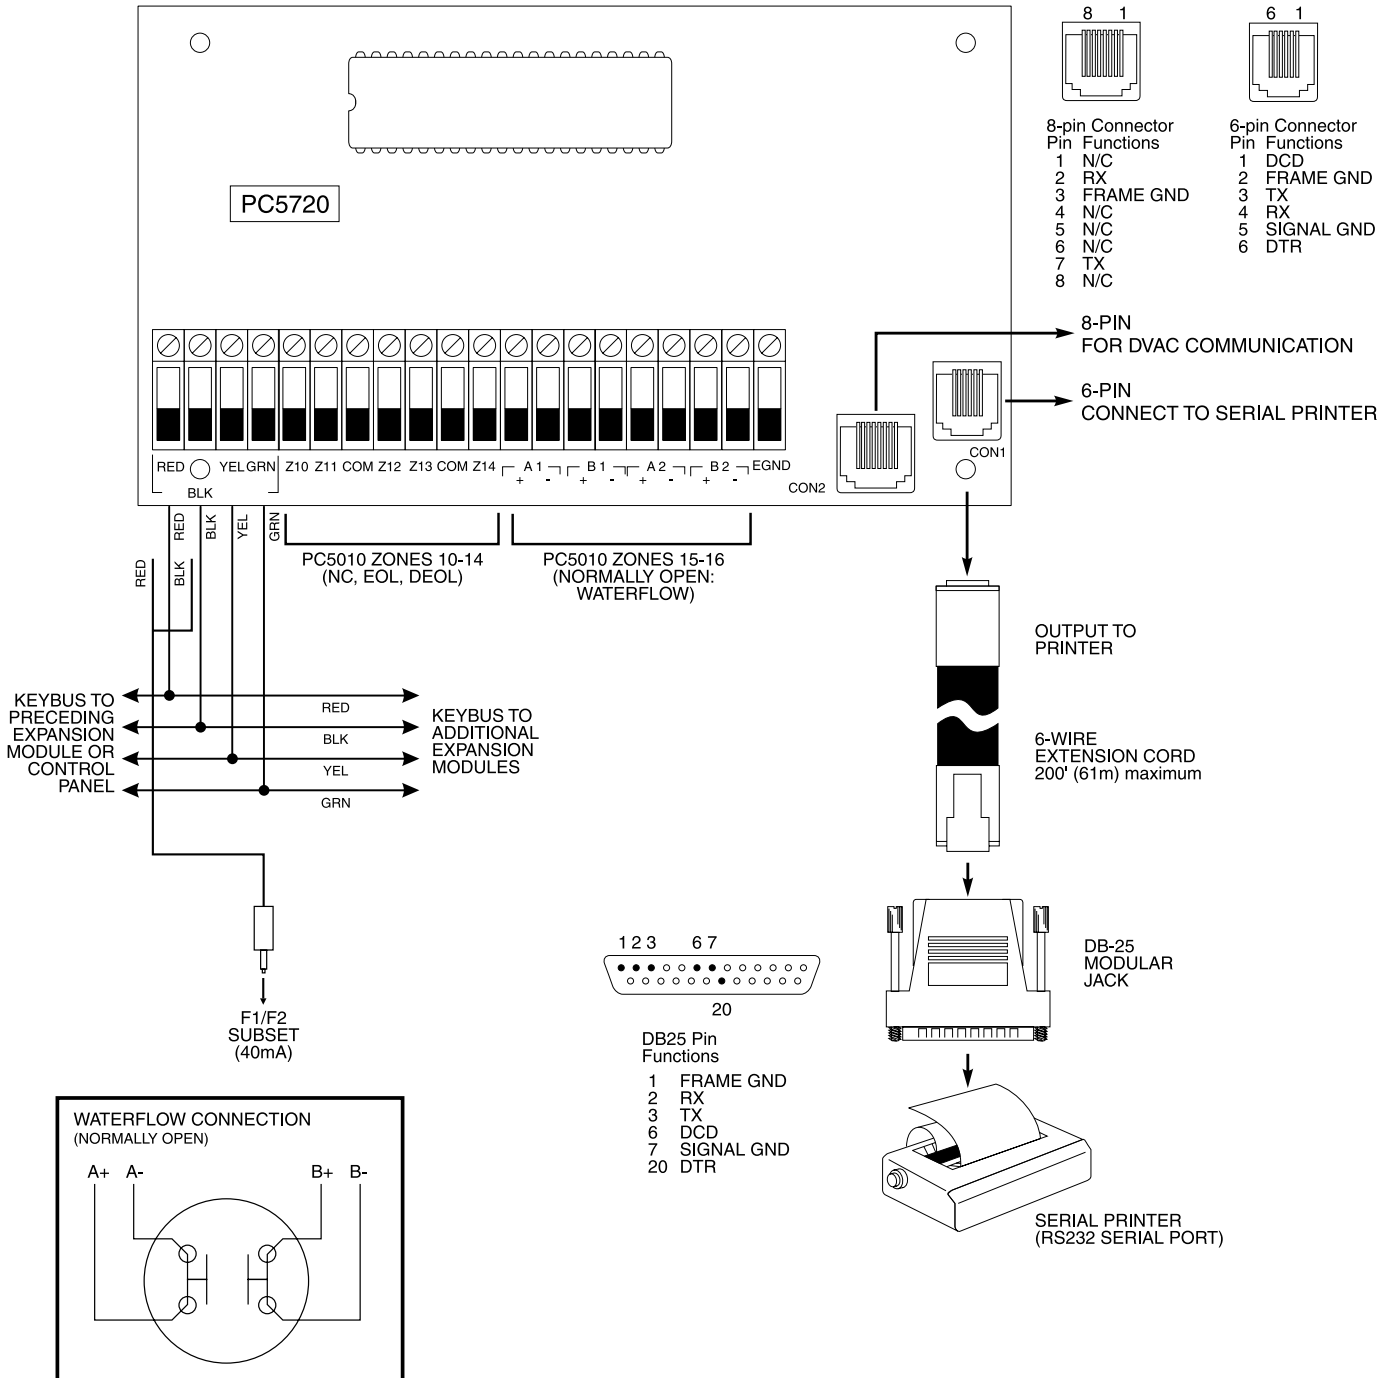 8 1
8-pin Connector
Pin Functions
1 N/C
2 RX
3 FRAME GND
4 N/C
5 N/C
6 N/C
7 TX
8 N/C
6 1
6-pin Connector
Pin Functions
1 DCD
2 FRAME GND
3 TX
4 RX
5 SIGNAL GND
6 DTR
PC5720
8-PIN
FOR DVAC COMMUNICATION
6-PIN
CONNECT TO SERIAL PRINTER
CON1
CON2
RED YEL GRN Z10 Z11 COM Z12 Z13 COM Z14 A 1 B 1 A 2 B 2 EGND
BLK + - + - + - + -
RED
BLK
YEL
GRN
RED
BLK
PC5010 ZONES 10-14
(NC, EOL, DEOL)
PC5010 ZONES 15-16
(NORMALLY OPEN:
WATERFLOW)
KEYBUS TO
PRECEDING
EXPANSION
MODULE OR
CONTROL
PANEL
RED
BLK
YEL
GRN
KEYBUS TO
ADDITIONAL
EXPANSION
MODULES
OUTPUT TO
PRINTER
6-WIRE
EXTENSION CORD
200' (61m) maximum
F1/F2
SUBSET
(40mA)
1 2 3 6 7
20
DB25 Pin
Functions
1 FRAME GND
2 RX
3 TX
6 DCD
7 SIGNAL GND
20 DTR
DB-25
MODULAR
JACK
SERIAL PRINTER
(RS232 SERIAL PORT)
WATERFLOW CONNECTION
(NORMALLY OPEN)
A+ A- B+ B-